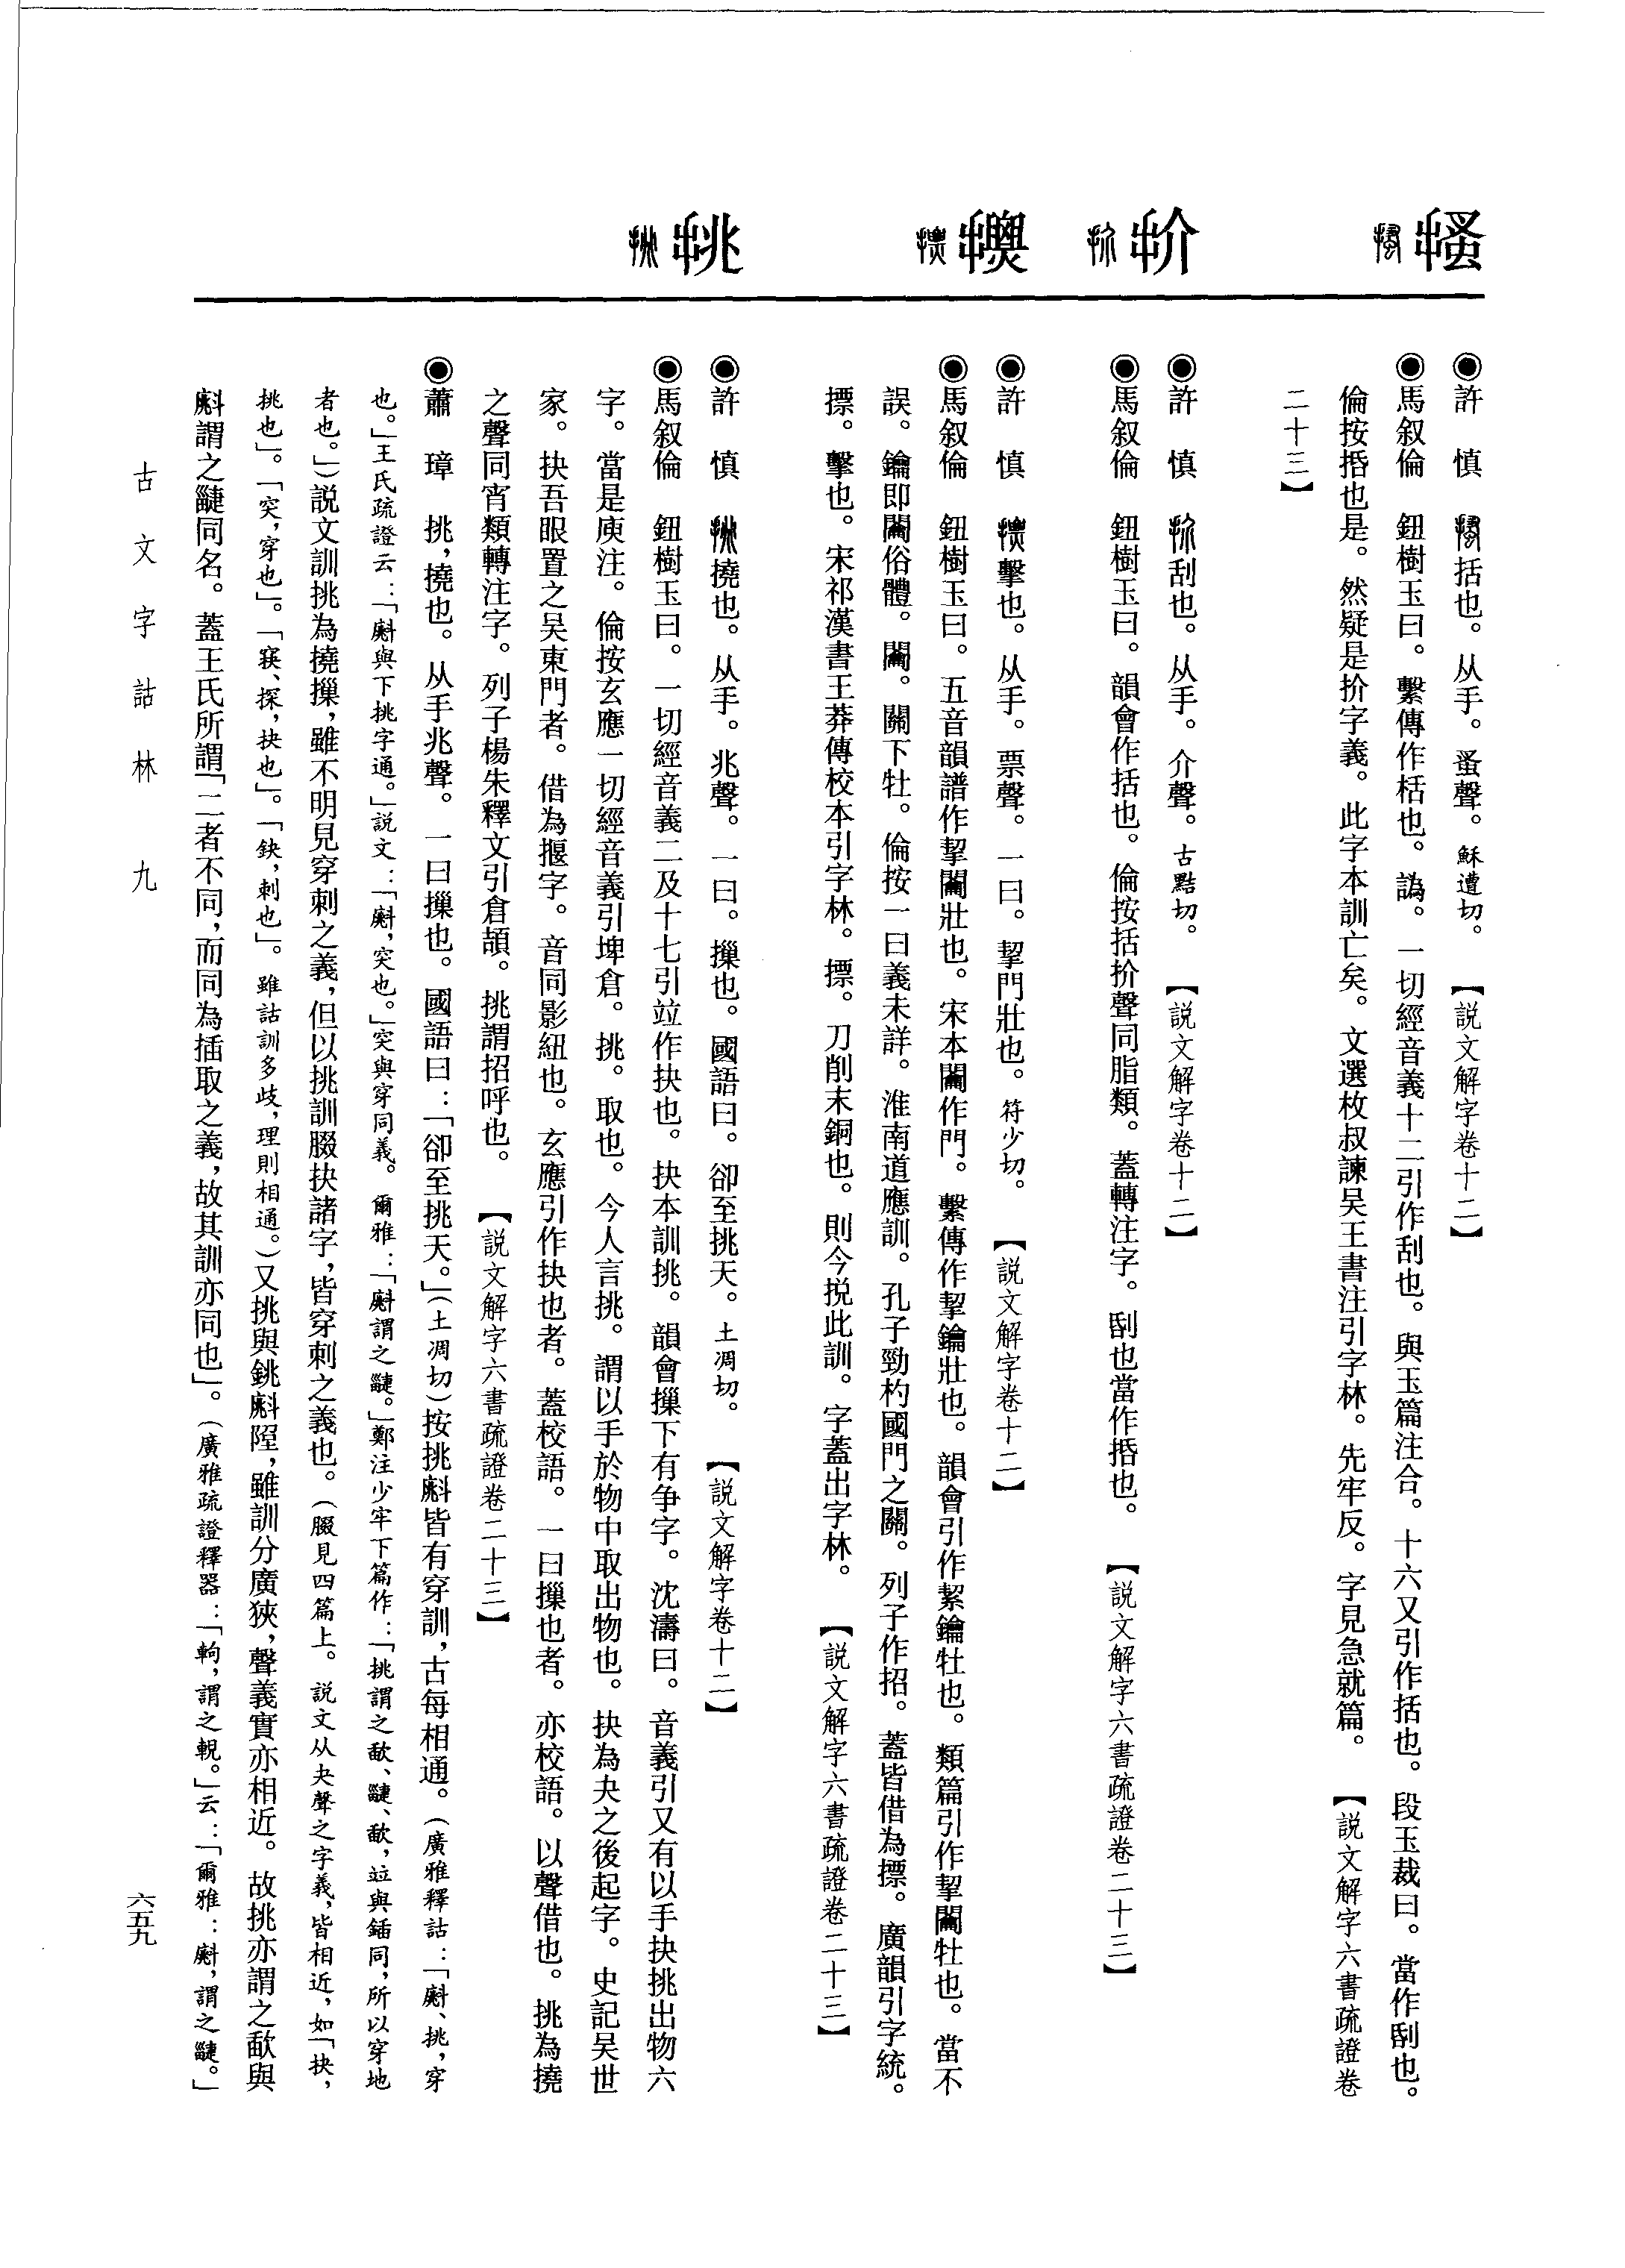 搔
扴
摽
挑
◉許　慎　括也。从手。蚤聲。穌遭切。【説文解字卷十二】
◉馬叙倫　鈕樹玉曰。繫傳作栝也。譌。一切經音義十二引作刮也。與玉篇注合。十六又引作括也。段玉裁曰。當作刮也。
倫按捪也是。然疑是扴字義。此字本訓亡矣。文選枚叔諫吴王書注引字林。先牢反。字見急就篇。【説文解字六書疏證卷
二十三】
◉許　慎　刮也。从手。介聲。古黠切。【説文解字卷十二】
◉馬叙倫　鈕樹玉曰。韻會作括也。倫按括扴聲同脂類。蓋轉注字。刮也當作捪也。【説文解字六書疏證卷二十三】
◉許　慎　擊也。从手。票聲。一曰。挈門壯也。符少切。【説文解字卷十二】
◉馬叙倫　鈕樹玉曰。五音韻譜作挈闟壯也。宋本闟作門。繫傳作挈鑰壯也。韻會引作絜鑰牡也。類篇引作挈闟牡也。當不
誤。鑰即闟俗體。闟。關下牡。倫按一曰義未詳。淮南道應訓。孔子勁杓國門之關。列子作招。蓋皆借為摽。廣韻引字統。
摽。擊也。宋祁漢書王莽傳校本引字林。摽。刀削末銅也。則今挩此訓。字蓋出字林。【説文解字六書疏證卷二十三】
◉許　慎　撓也。从手。兆聲。一曰。摷也。國語曰。卻至挑天。土凋切。【説文解字卷十二】
◉馬叙倫　鈕樹玉曰。一切經音義二及十七引竝作抉也。抉本訓挑。韻會摷下有争字。沈濤曰。音義引又有以手抉挑出物六
字。當是庾注。倫按玄應一切經音義引埤倉。挑。取也。今人言挑。謂以手於物中取出物也。抉為夬之後起字。史記吴世
家。抉吾眼置之吴東門者。借為揠字。音同影紐也。玄應引作抉也者。蓋校語。一曰摷也者。亦校語。以聲借也。挑為撓
之聲同宵類轉注字。列子楊朱釋文引倉頡。挑謂招呼也。【説文解字六書疏證卷二十三】
◉蕭　璋　挑，撓也。从手兆聲。一曰摷也。國語曰：「卻至挑天。」（土凋切）按挑㪺皆有穿訓，古每相通。（廣雅釋詁：「㪺、挑，穿
也。」王氏疏證云：「㪺與下挑字通。」説文：「㪺，突也。」突與穿同義。爾雅：「㪺謂之疀。」鄭注少牢下篇作：「挑謂之歃、疀、歃，竝與鍤同，所以穿地
者也。」）説文訓挑為撓摷，雖不明見穿刺之義，但以挑訓䏐抉諸字，皆穿刺之義也。（䏐見四篇上。説文从夬聲之字義，皆相近，如「抉，
挑也」。「突，穿也」。「䆕、探，抉也」。「鈌，刺也」。雖詁訓多歧，理則相通。）又挑與銚㪺陧，雖訓分廣狹，聲義實亦相近。故挑亦謂之歃與
㪺謂之疀同名。蓋王氏所謂「二者不同，而同為插取之義，故其訓亦同也」。（廣雅疏證釋器：「軥，謂之軶。」云：「爾雅：㪺，謂之疀。」
古文字詁林　九
六五九